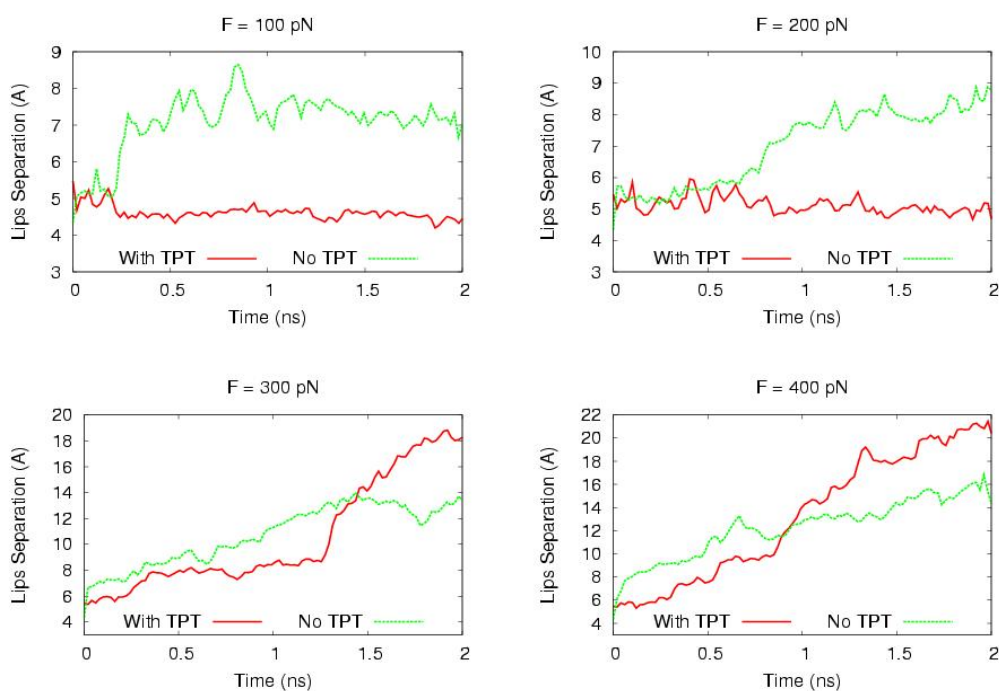 F = 100 pN
9
8
7
6
5
4
3
Lips Separation (A)
With TPT No TPT
0 0.5 1 1.5 2
Time (ns)
F = 200 pN
10
9
8
7
6
5
4
3
Lips Separation (A)
With TPT No TPT
0 0.5 1 1.5 2
Time (ns)
F = 300 pN
20
18
16
14
12
10
8
6
4
Lips Separation (A)
With TPT No TPT
0 0.5 1 1.5 2
Time (ns)
F = 400 pN
22
20
18
16
14
12
10
8
6
4
Lips Separation (A)
With TPT No TPT
0 0.5 1 1.5 2
Time (ns)